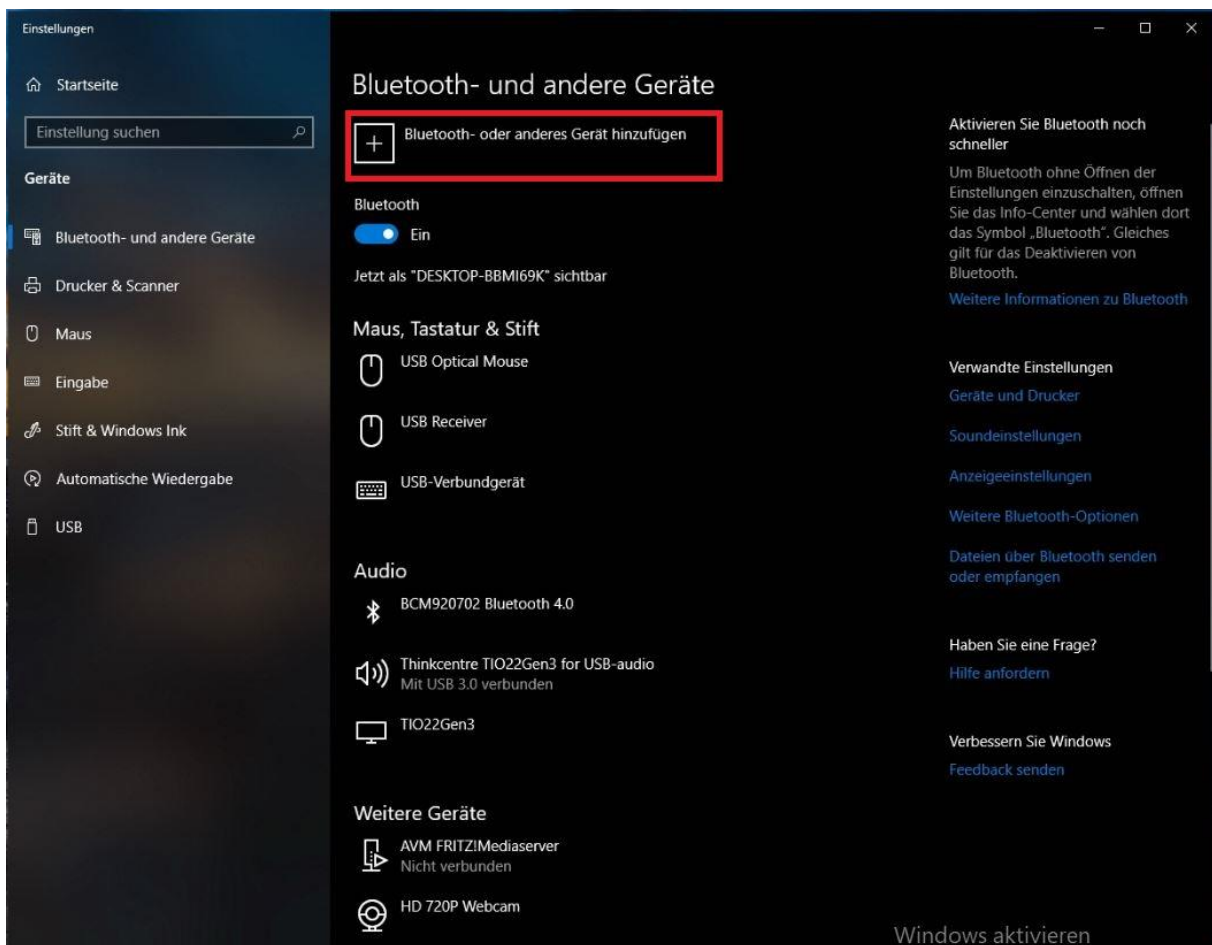 Einstellungen
Startseite
Einstellung suchen
Geräte
Bluetooth- und andere Geräte
Drucker & Scanner
Maus
Eingabe
Stift & Windows Ink
Automatische Wiedergabe
USB
Bluetooth- und andere Geräte
Bluetooth- oder anderes Gerät hinzufügen
Bluetooth
Ein
Jetzt als "DESKTOP-BBMI69K" sichtbar
Maus, Tastatur & Stift
USB Optical Mouse
USB Receiver
USB-Verbundgerät
Audio
BCM920702 Bluetooth 4.0
Thinkcentre TIO22Gen3 for USB-audio
Mit USB 3.0 verbunden
TIO22Gen3
Weitere Geräte
AVM FRITZ!Mediaserver
Nicht verbunden
HD 720P Webcam
Aktivieren Sie Bluetooth noch
schneller
Um Bluetooth ohne Öffnen der
Einstellungen einzuschalten, öffnen
Sie das Info-Center und wählen dort
das Symbol „Bluetooth“. Gleiches
gilt für das Deaktivieren von
Bluetooth.
Weitere Informationen zu Bluetooth
Verwandte Einstellungen
Geräte und Drucker
Soundeinstellungen
Anzeigeeinstellungen
Weitere Bluetooth-Optionen
Dateien über Bluetooth senden
oder empfangen
Haben Sie eine Frage?
Hilfe anfordern
Verbessern Sie Windows
Feedback senden
Windows aktivieren